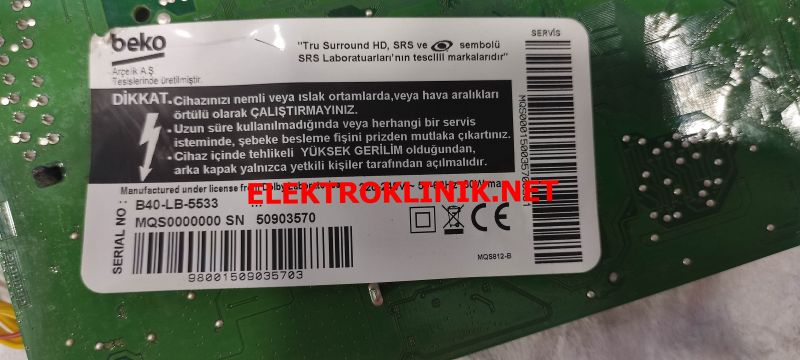 beko
Arçelik A.Ş.
Tesislerinde üretilmiştir.
"Tru Surround HD, SRS ve sembolü
SRS Laboratuarları'nın tescilli markalarıdır"
SERVİS
DİKKAT - Cihazınızı nemli veya ıslak ortamlarda,veya hava aralıkları
örtülü olarak ÇALIŞTIRMAYINIZ.
- Uzun süre kullanılmadığında veya herhangi bir servis
isteminde, şebeke besleme fişini prizden mutlaka çıkartınız.
- Cihaz içinde tehlikeli YÜKSEK GERİLİM olduğundan,
arka kapak yalnızca yetkili kişiler tarafından açılmalıdır.
Manufactured under license from Dolby
ELEKTROKLINIK.NET
SERIAL NO :
B40-LB-5533
MQS0000000 SN 50903570
98001509035703
CE
MQS812-B